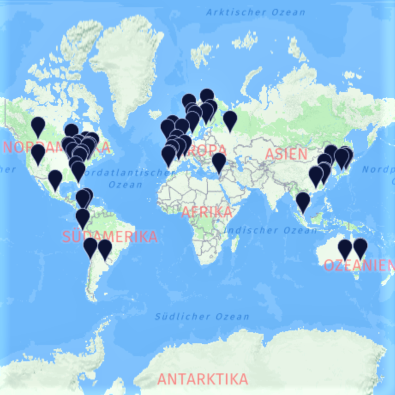 Arktischer Ozean
NORDAMERIKA
EUROPA
ASIEN
Nordatlantischer
Ozean
AFRIKA
Indischer Ozean
SÜDAMERIKA
OZEANIEN
Südlicher Ozean
ANTARKTIKA